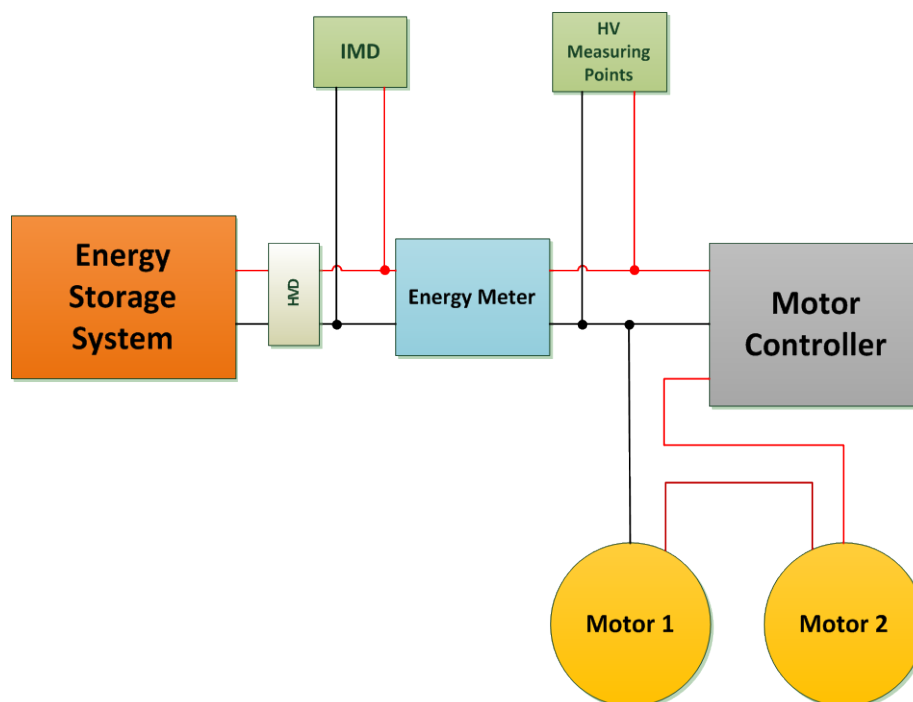 IMD
HV
Measuring
Points
Energy
Storage
System
HVD
Energy Meter
Motor
Controller
Motor 1
Motor 2